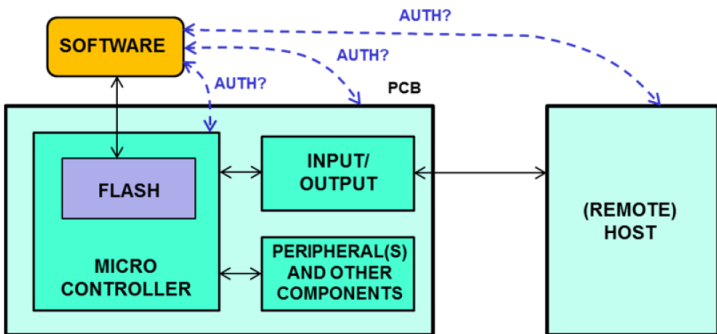 AUTH?
SOFTWARE
AUTH?
AUTH?
PCB
INPUT/
OUTPUT
FLASH
(REMOTE)
HOST
MICRO
CONTROLLER
PERIPHERAL(S)
AND OTHER
COMPONENTS